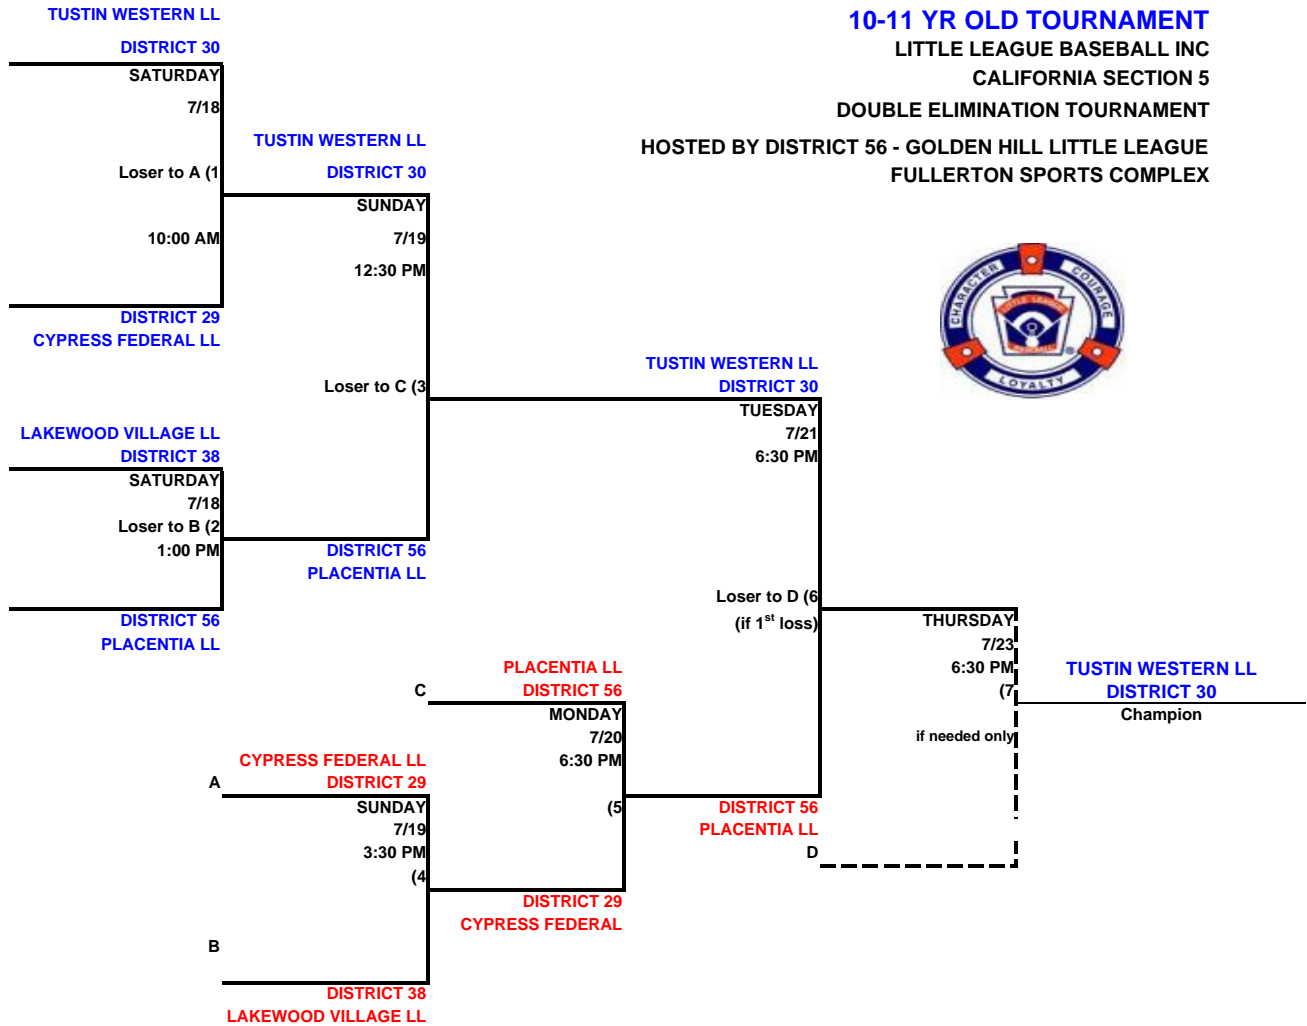 TUSTIN WESTERN LL
DISTRICT 30
SATURDAY
7/18
Loser to A (1
10:00 AM
DISTRICT 29
CYPRESS FEDERAL LL
10-11 YR OLD TOURNAMENT
LITTLE LEAGUE BASEBALL INC
CALIFORNIA SECTION 5
DOUBLE ELIMINATION TOURNAMENT
HOSTED BY DISTRICT 56 - GOLDEN HILL LITTLE LEAGUE
FULLERTON SPORTS COMPLEX
CHARACTER
COURAGE
LOYALTY
LITTLE LEAGUE
®
TUSTIN WESTERN LL
DISTRICT 30
SUNDAY
7/19
12:30 PM
Loser to C (3
LAKEWOOD VILLAGE LL
DISTRICT 38
SATURDAY
7/18
Loser to B (2
1:00 PM
DISTRICT 56
PLACENTIA LL
DISTRICT 56
PLACENTIA LL
TUSTIN WESTERN LL
DISTRICT 30
TUESDAY
7/21
6:30 PM
Loser to D (6
(if 1st loss)
THURSDAY
7/23
6:30 PM
(7
if needed only
TUSTIN WESTERN LL
DISTRICT 30
Champion
PLACENTIA LL
C DISTRICT 56
MONDAY
7/20
6:30 PM
(5
CYPRESS FEDERAL LL
A DISTRICT 29
SUNDAY
7/19
3:30 PM
(4
DISTRICT 56
PLACENTIA LL
D
DISTRICT 29
CYPRESS FEDERAL
B
DISTRICT 38
LAKEWOOD VILLAGE LL